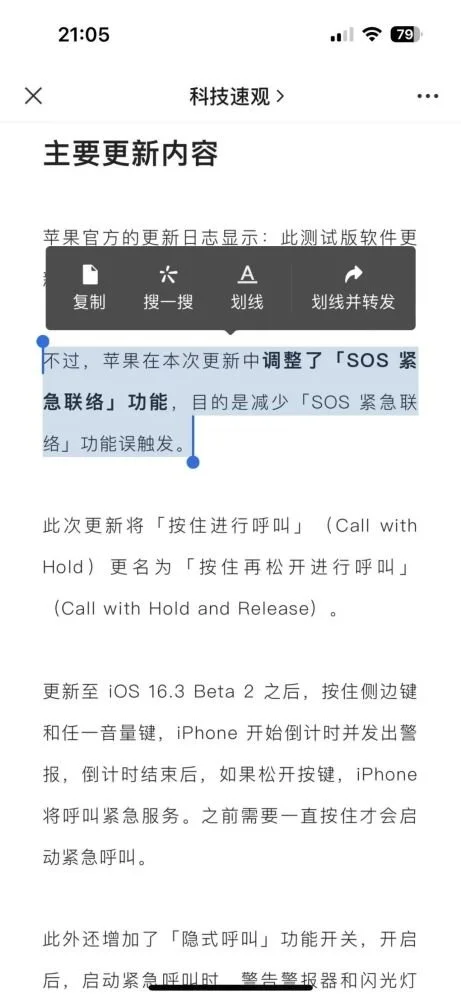 21:05
79
科技速观
主要更新内容
苹果官方的更新日志显示：此测试版软件更
复制 搜一搜 划线 划线并转发
不过，苹果在本次更新中调整了「SOS 紧
急联络」功能，目的是减少「SOS 紧急联
络」功能误触发。
此次更新将「按住进行呼叫」（Call with
Hold）更名为「按住再松开进行呼叫」
（Call with Hold and Release）。
更新至 iOS 16.3 Beta 2 之后，按住侧边键
和任一音量键，iPhone 开始倒计时并发出警
报，倒计时结束后，如果松开按键，iPhone
将呼叫紧急服务。之前需要一直按住才会启
动紧急呼叫。
此外还增加了「隐式呼叫」功能开关，开启
后，启动紧急呼叫时，警告警报器和闪光灯